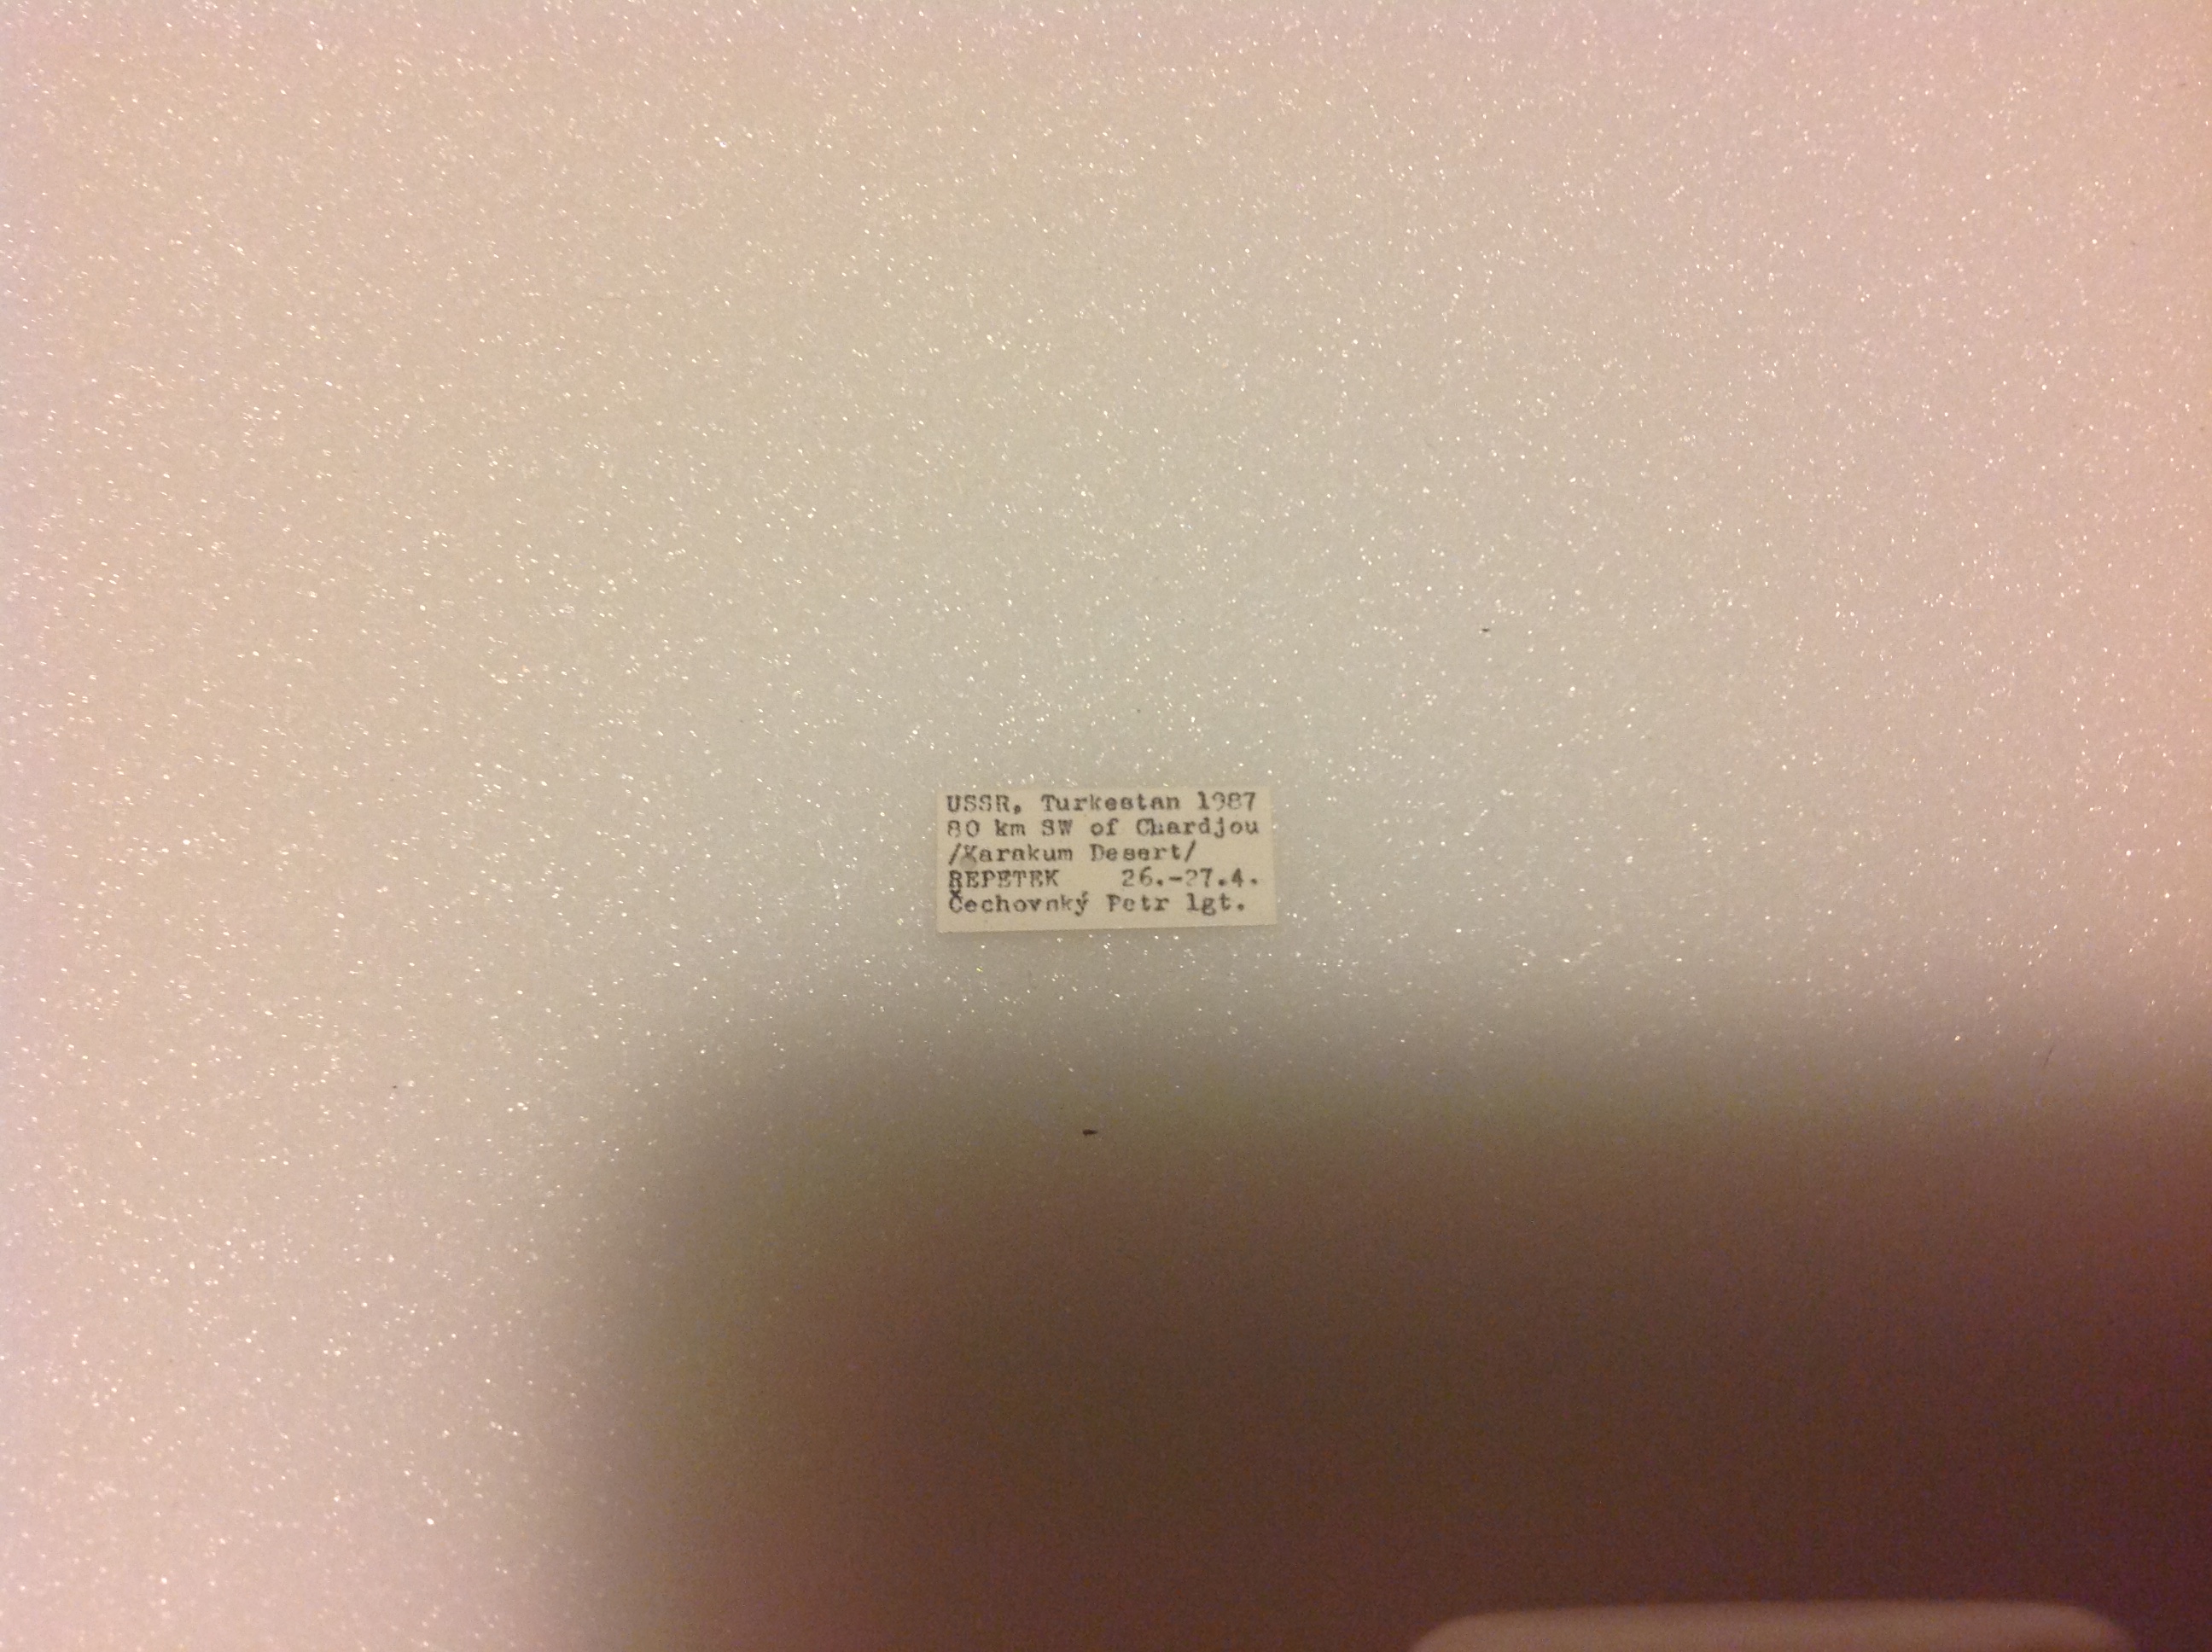 USSR, Turkestan 1987
80 km SW of Chardjou
/Karakum Desert/
REPETEK 26.-27.4.
Čechovský Petr lgt.